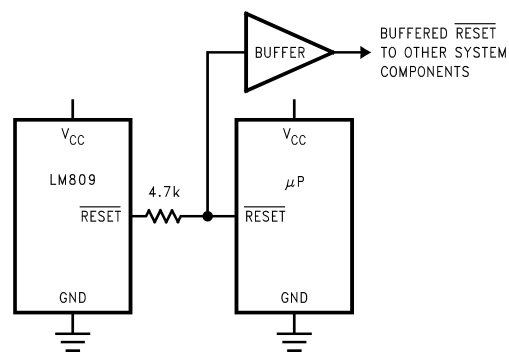 BUFFER
BUFFERED RESET
TO OTHER SYSTEM
COMPONENTS
VCC
LM809
RESET
GND
4.7k
VCC
μP
RESET
GND